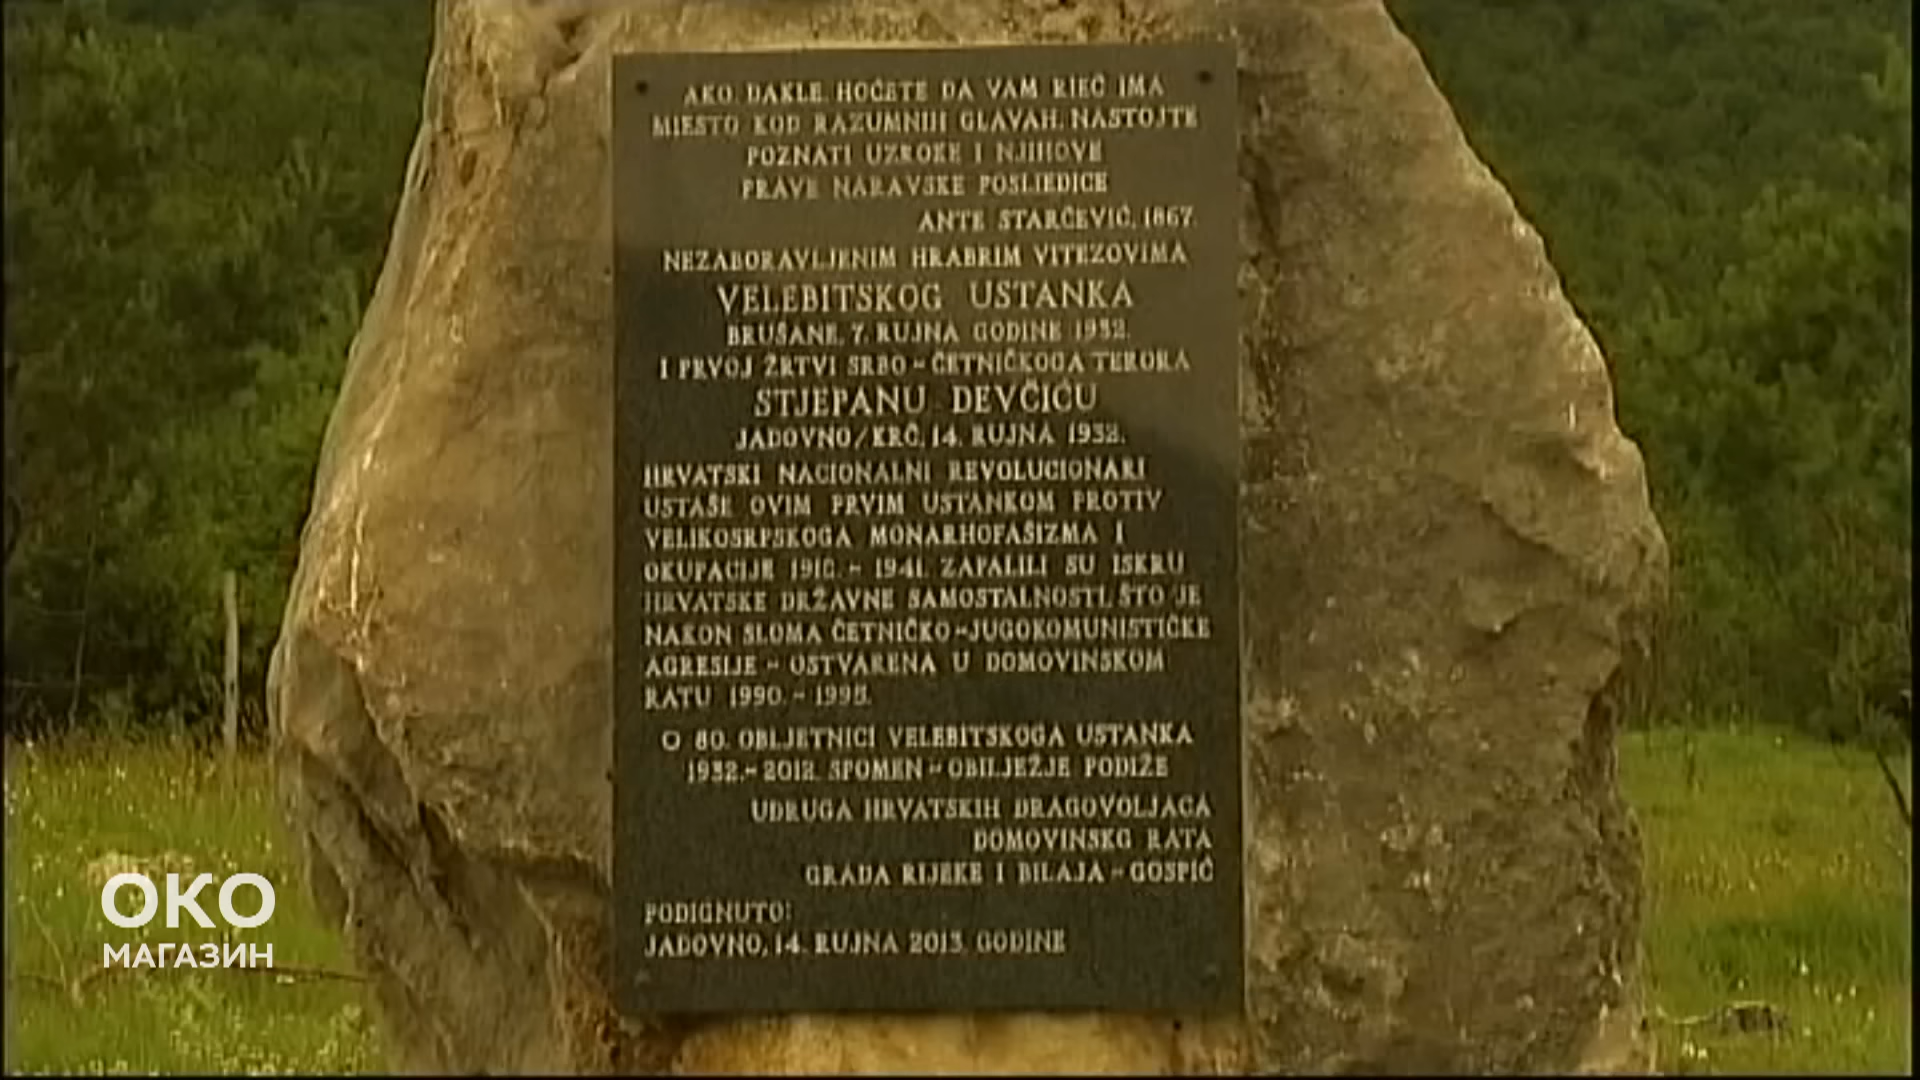 AKO, DAKLE, HOĆETE DA VAM RIEČ IMA
MIESTO KOD RAZUMNIH GLAVAH, NASTOJTE
POZNATI UZROKE I NJIHOVE
PRAVE NARAVSKE POSLJEDICE
ANTE STARČEVIĆ, 1867.
NEZABORAVLJENIM HRABRIM VITEZOVIMA
VELEBITSKOG USTANKA
BRUŠANE, 7. RUJNA GODINE 1932.
I PRVOJ ŽRTVI SRBO - ČETNIČKOGA TERORA
STJEPANU DEVČIĆU
JADOVNO/KRČ, 14. RUJNA 1932.
HRVATSKI NACIONALNI REVOLUCIONARI
USTAŠE OVIM PRVIM USTANKOM PROTIV
VELIKOSRPSKOGA MONARHOFAŠIZMA I
OKUPACIJE 1918. - 1941. ZAPALILI SU ISKRU
HRVATSKE DRŽAVNE SAMOSTALNOSTI, ŠTO JE
NAKON SLOMA ČETNIČKO-JUGOKOMUNISTIČKE
AGRESIJE - OSTVARENA U DOMOVINSKOM
RATU 1990. - 1995.
O 80. OBLJETNICI VELEBITSKOGA USTANKA
1932.- 2012. SPOMEN - OBILJEŽJE PODIŽE
UDRUGA HRVATSKIH DRAGOVOLJACA
DOMOVINSKG RATA
GRADA RIJEKE I BILAJA - GOSPIĆ
PODIGNUTO:
JADOVNO, 14. RUJNA 2013. GODINE
ОКО
МАГАЗИН